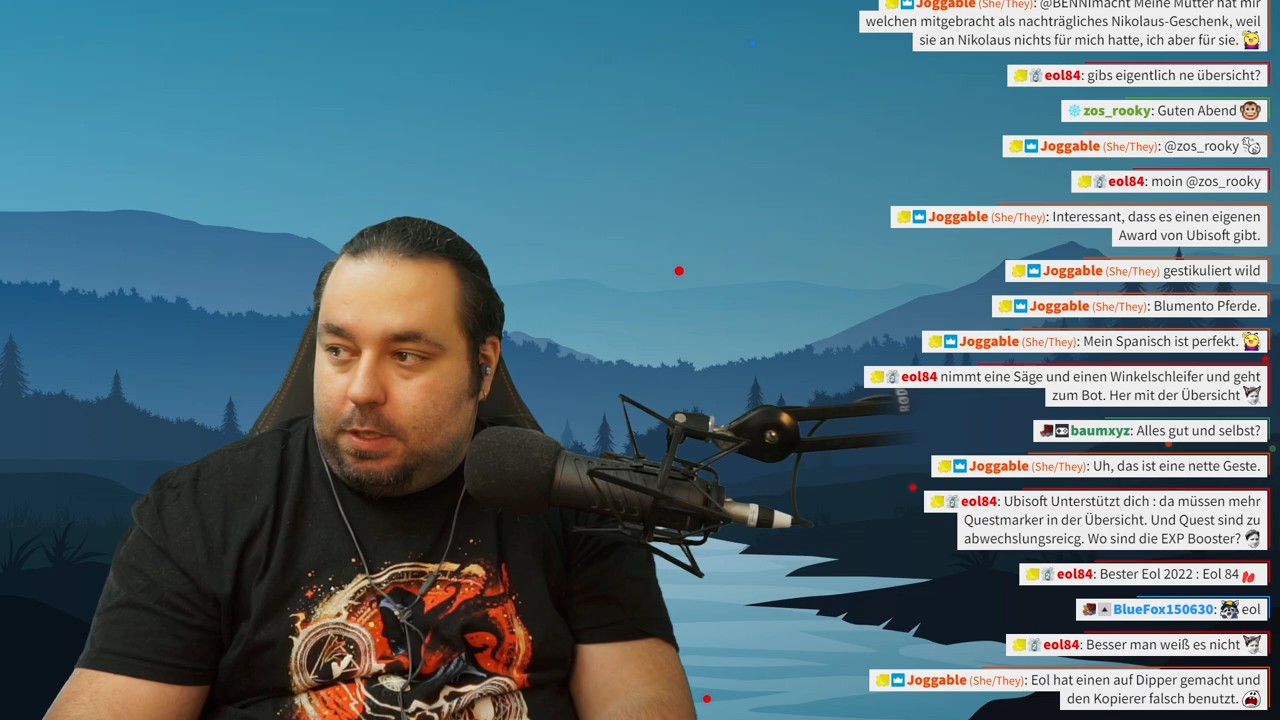 Joggable (She/They): @BENNImacht Meine Mutter hat mir
welchen mitgebracht als nachträgliches Nikolaus-Geschenk, weil
sie an Nikolaus nichts für mich hatte, ich aber für sie.
eol84: gibs eigentlich ne übersicht?
zos_rooky: Guten Abend
Joggable (She/They): @zos_rooky
eol84: moin @zos_rooky
Joggable (She/They): Interessant, dass es einen eigenen
Award von Ubisoft gibt.
Joggable (She/They) gestikuliert wild
Joggable (She/They): Blumento Pferde.
Joggable (She/They): Mein Spanisch ist perfekt.
eol84 nimmt eine Säge und einen Winkelschleifer und geht
zum Bot. Her mit der Übersicht
baumxyz: Alles gut und selbst?
Joggable (She/They): Uh, das ist eine nette Geste.
eol84: Ubisoft Unterstützt dich : da müssen mehr
Questmarker in der Übersicht. Und Quest sind zu
abwechslungsreicg. Wo sind die EXP Booster?
eol84: Bester Eol 2022 : Eol 84
BlueFox150630: eol
eol84: Besser man weiß es nicht
Joggable (She/They): Eol hat einen auf Dipper gemacht und
den Kopierer falsch benutzt.